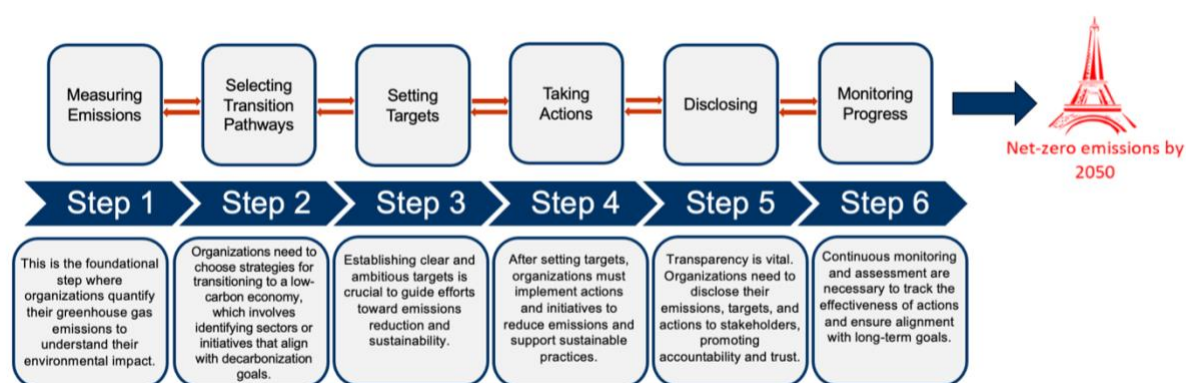 Measuring
Emissions
Selecting
Transition
Pathways
Setting
Targets
Taking
Actions
Disclosing
Monitoring
Progress
Net-zero emissions by
2050
Step 1
Step 2
Step 3
Step 4
Step 5
Step 6
This is the foundational
step where
organizations quantify
their greenhouse gas
emissions to
understand their
environmental impact.
Organizations need to
choose strategies for
transitioning to a low-
carbon economy,
which involves
identifying sectors or
initiatives that align
with decarbonization
goals.
Establishing clear and
ambitious targets is
crucial to guide efforts
toward emissions
reduction and
sustainability.
After setting targets,
organizations must
implement actions
and initiatives to
reduce emissions and
support sustainable
practices.
Transparency is vital.
Organizations need to
disclose their
emissions, targets, and
actions to stakeholders,
promoting
accountability and trust.
Continuous monitoring
and assessment are
necessary to track the
effectiveness of actions
and ensure alignment
with long-term goals.